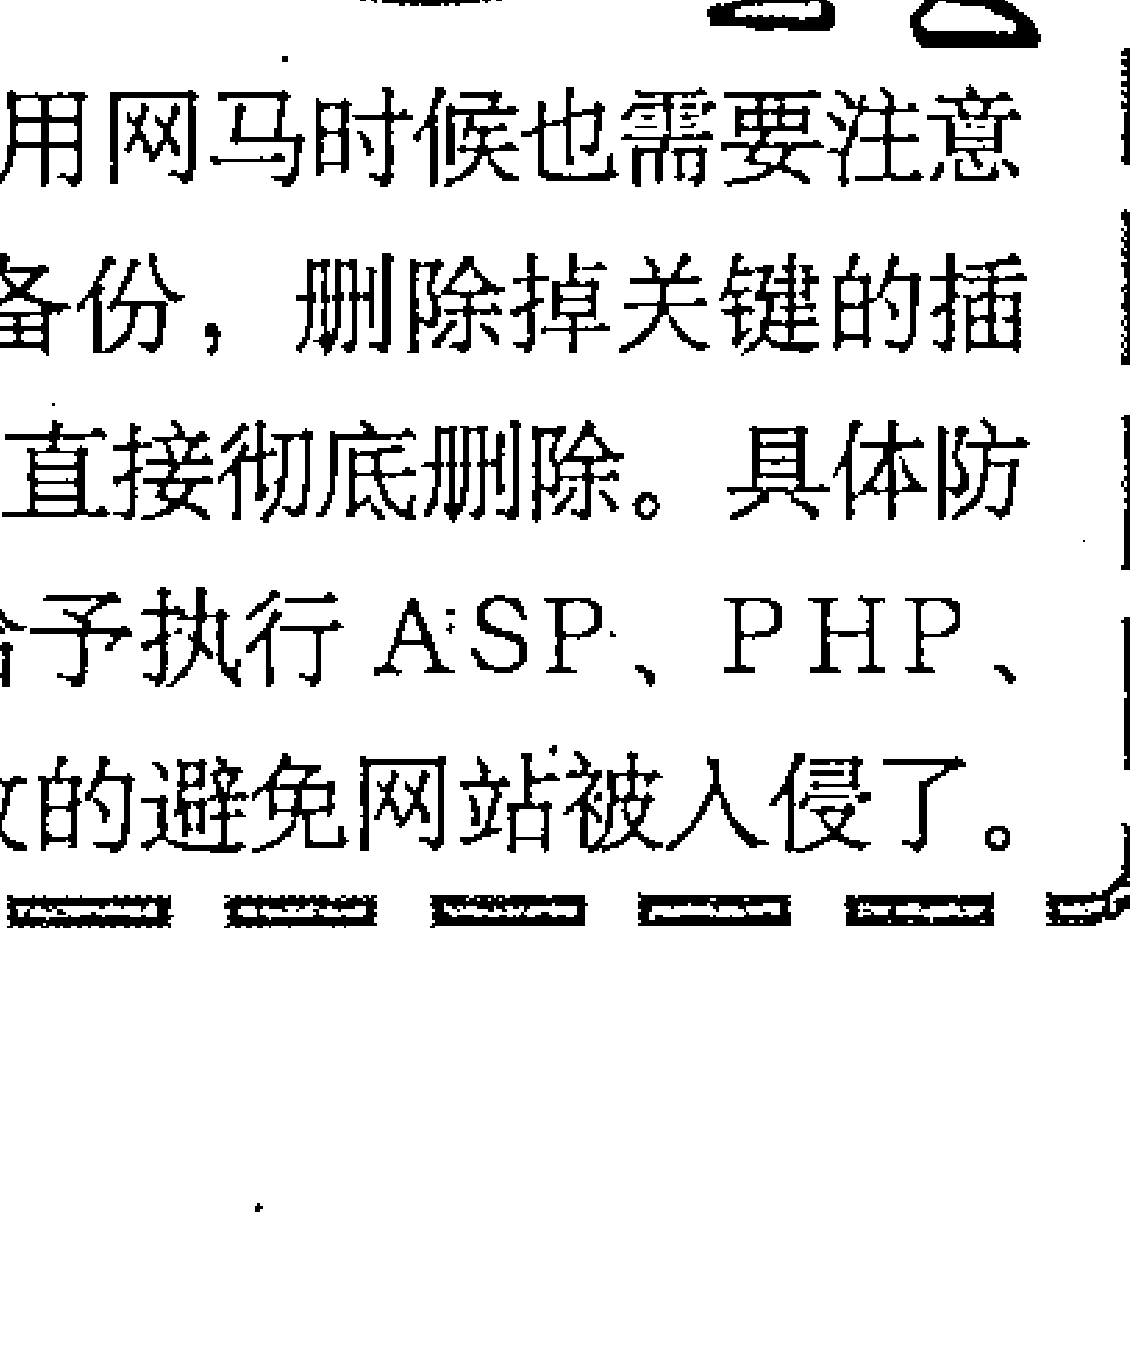 用网马时候也需要注意
备份，删除掉关键的插
直接彻底删除。具体防
予执行 ASP、PHP、
的避免网站被入侵了。